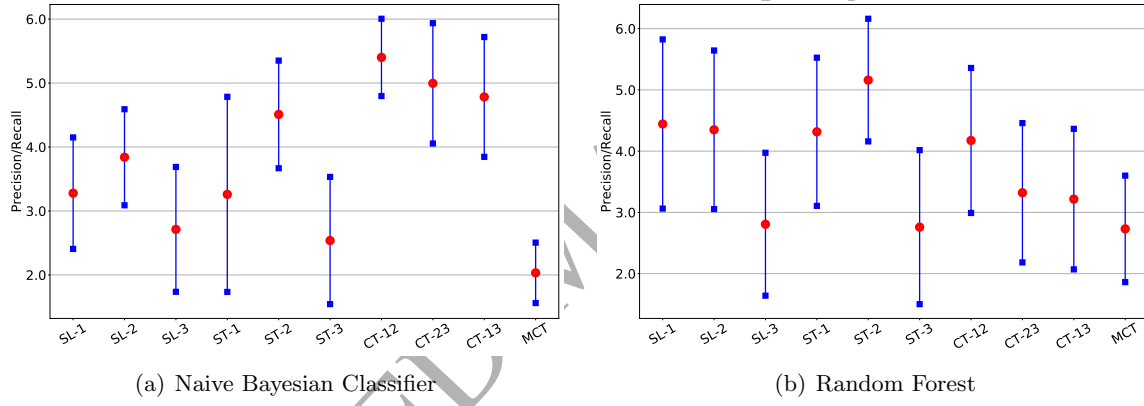 Precision/Recall
6.0
5.0
4.0
3.0
2.0
SL-1
SL-2
SL-3
ST-1
ST-2
ST-3
CT-12
CT-23
CT-13
MCT
(a) Naive Bayesian Classifier
Precision/Recall
6.0
5.0
4.0
3.0
2.0
SL-1
SL-2
SL-3
ST-1
ST-2
ST-3
CT-12
CT-23
CT-13
MCT
(b) Random Forest